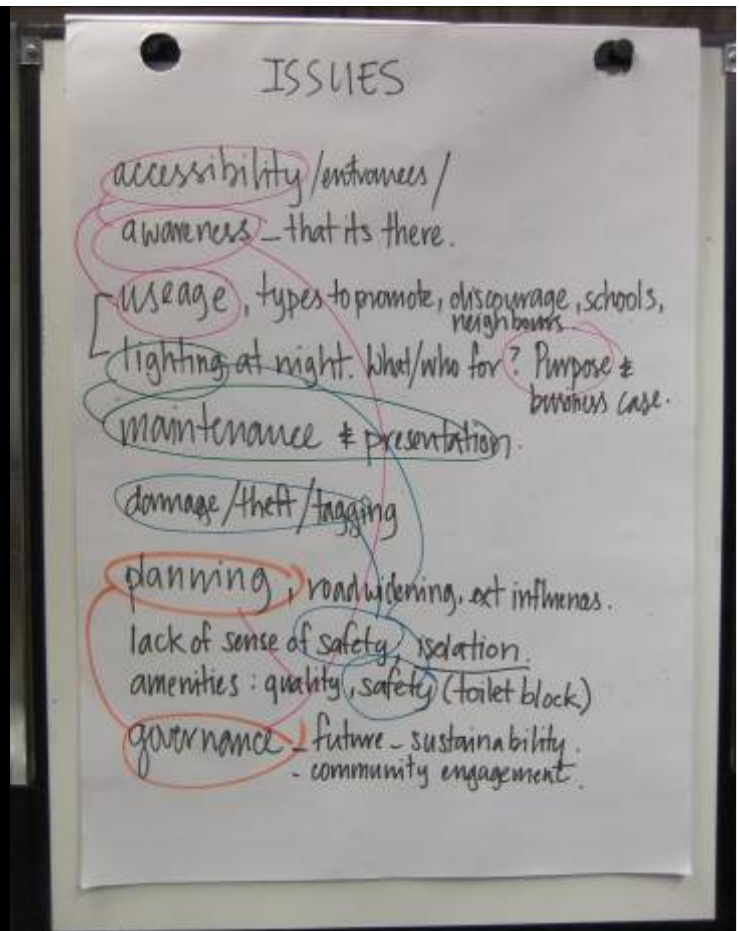 ISSUES
accessibility/entrances/
awareness - that its there.
useage, types to promote, discourage, schools,
neighbours
lighting at night. What/who for? Purpose &
business case.
maintenance & presentation.
damage/theft/tagging
planning, roadwidening, ext influences.
lack of sense of safety, isolation.
amenities: quality, safety (toilet block)
governance - future - sustainability.
- community engagement.